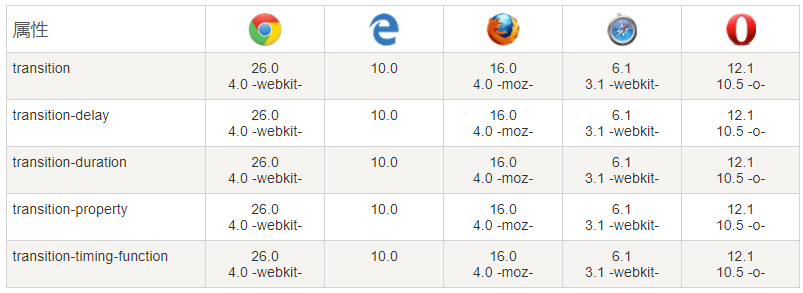 属性
transition 26.0 10.0 16.0 6.1 12.1
4.0 -webkit- 4.0 -moz- 3.1 -webkit- 10.5 -o-
transition-delay 26.0 10.0 16.0 6.1 12.1
4.0 -webkit- 4.0 -moz- 3.1 -webkit- 10.5 -o-
transition-duration 26.0 10.0 16.0 6.1 12.1
4.0 -webkit- 4.0 -moz- 3.1 -webkit- 10.5 -o-
transition-property 26.0 10.0 16.0 6.1 12.1
4.0 -webkit- 4.0 -moz- 3.1 -webkit- 10.5 -o-
transition-timing-function 26.0 10.0 16.0 6.1 12.1
4.0 -webkit- 4.0 -moz- 3.1 -webkit- 10.5 -o-